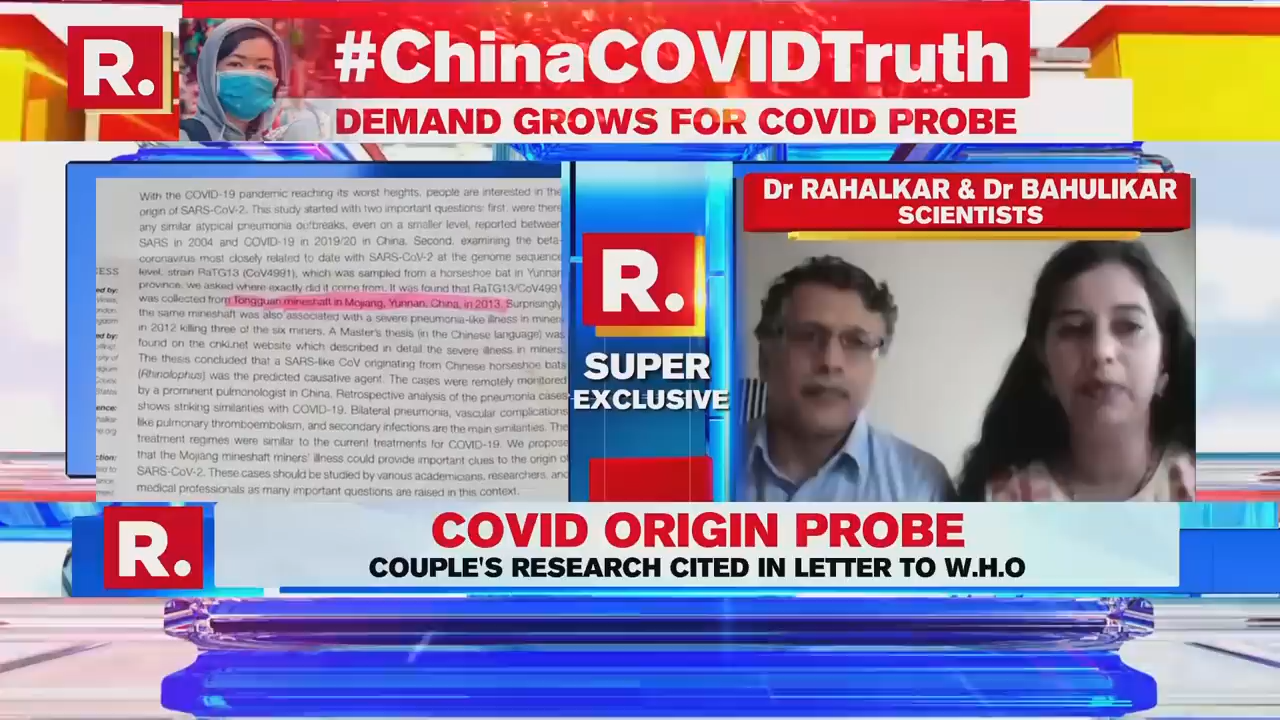 R.
#ChinaCOVIDTruth
DEMAND GROWS FOR COVID PROBE
With the COVID-19 pandemic reaching its worst heights, people are interested in the
origin of SARS-CoV-2. This study started with two important questions: first, were there
any similar atypical pneumonia outbreaks, even on a smaller level, reported between
SARS in 2004 and COVID-19 in 2019/20 in China. Second, examining the beta-
coronavirus most closely related to date with SARS-CoV-2 at the genome sequence
level, strain RaTG13 (CoV4991), which was sampled from a horseshoe bat in Yunnan
province, we asked where exactly did it come from. It was found that RaTG13/CoV4991
was collected from Tongguan mineshaft in Mojiang, Yunnan, China, in 2013. Surprisingly
the same mineshaft was also associated with a severe pneumonia-like illness in miners
in 2012 killing three of the six miners. A Master's thesis (in the Chinese language) was
found on the cnki.net website which described in detail the severe illness in miners.
The thesis concluded that a SARS-like CoV originating from Chinese horseshoe bats
(Rhinolophus) was the predicted causative agent. The cases were remotely monitored
by a prominent pulmonologist in China. Retrospective analysis of the pneumonia cases
shows striking similarities with COVID-19. Bilateral pneumonia, vascular complications
like pulmonary thromboembolism, and secondary infections are the main similarities. The
treatment regimes were similar to the current treatments for COVID-19. We propose
that the Mojiang mineshaft miners' illness could provide important clues to the origin of
SARS-CoV-2. These cases should be studied by various academicians, researchers, and
medical professionals as many important questions are raised in this context.
R.
SUPER
EXCLUSIVE
Dr RAHALKAR & Dr BAHULIKAR
SCIENTISTS
R.
COVID ORIGIN PROBE
COUPLE'S RESEARCH CITED IN LETTER TO W.H.O